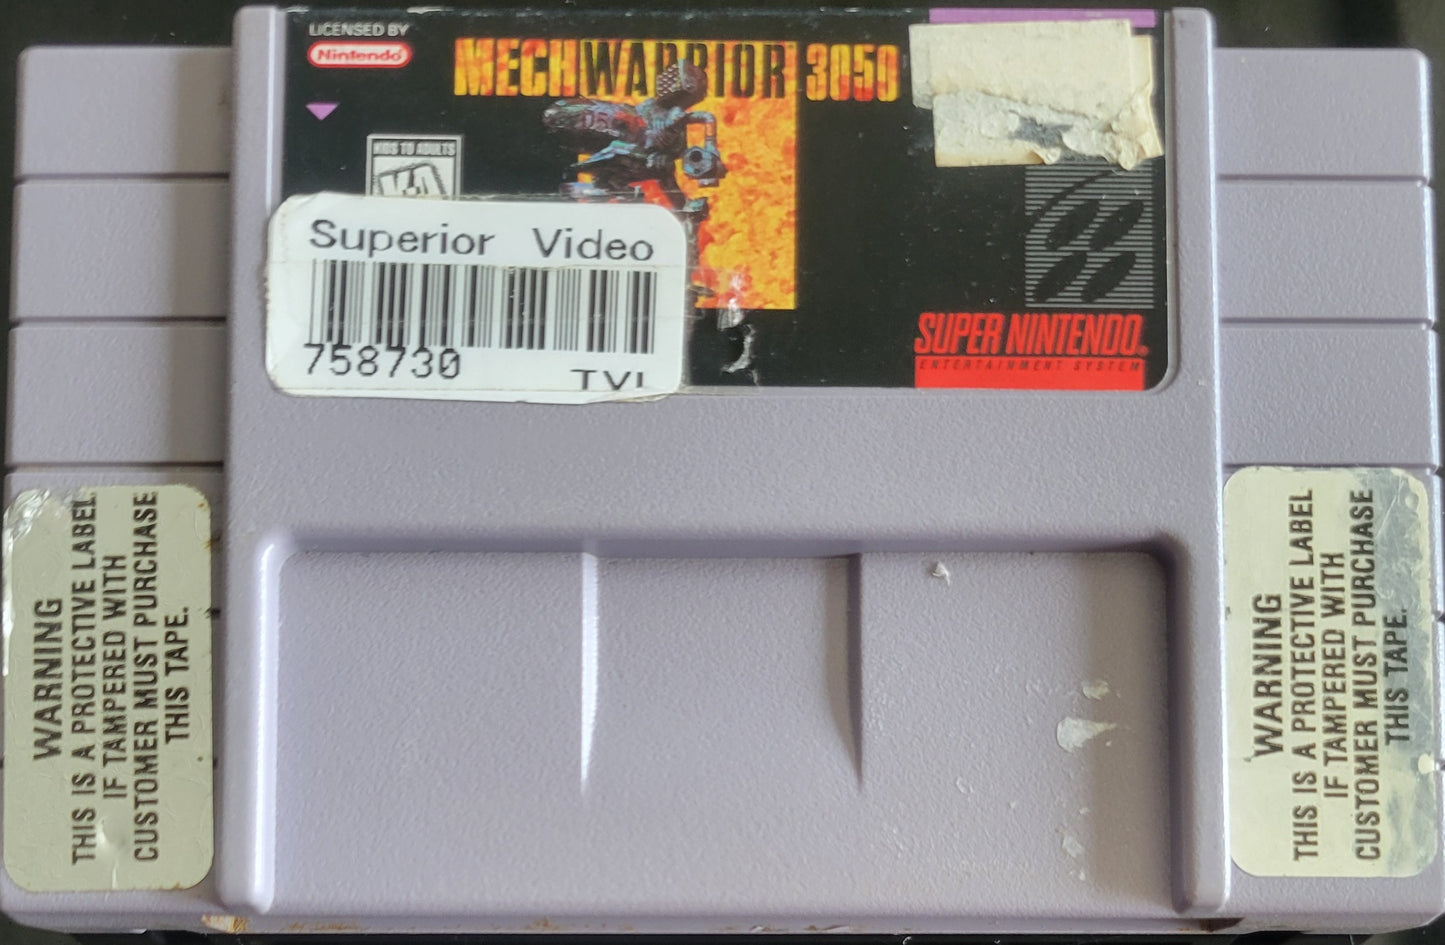 LICENSED BY
Nintendo
MECHWARRIOR 3050
KIDS TO ADULTS
K-A
Superior Video
758730
TVL
SUPER NINTENDO
ENTERTAINMENT SYSTEM
WARNING
THIS IS A PROTECTIVE LABEL
IF TAMPERED WITH
CUSTOMER MUST PURCHASE
THIS TAPE.
WARNING
THIS IS A PROTECTIVE LABEL
IF TAMPERED WITH
CUSTOMER MUST PURCHASE
THIS TAPE.